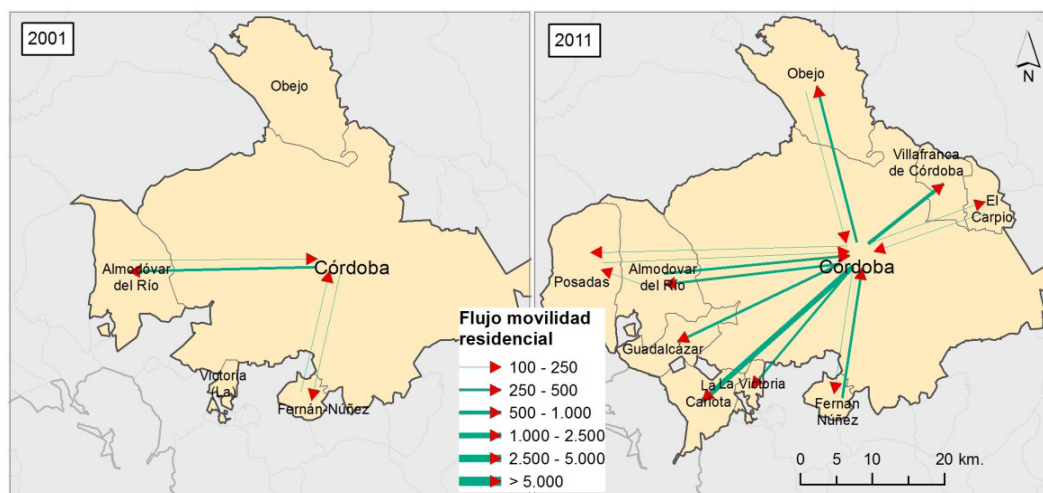 2001
Obejo
Almodóvar
del Río
Córdoba
Victoria
(La)
Fernán-Núñez
2011
N
Obejo
Villafranca
de Córdoba
El
Carpio
Posadas
Almodovar
del Río
Córdoba
Guadalcázar
La
Carlota
La Victoria
Fernán
Núñez
Flujo movilidad
residencial
100 - 250
250 - 500
500 - 1.000
1.000 - 2.500
2.500 - 5.000
> 5.000
0 5 10 20 km.